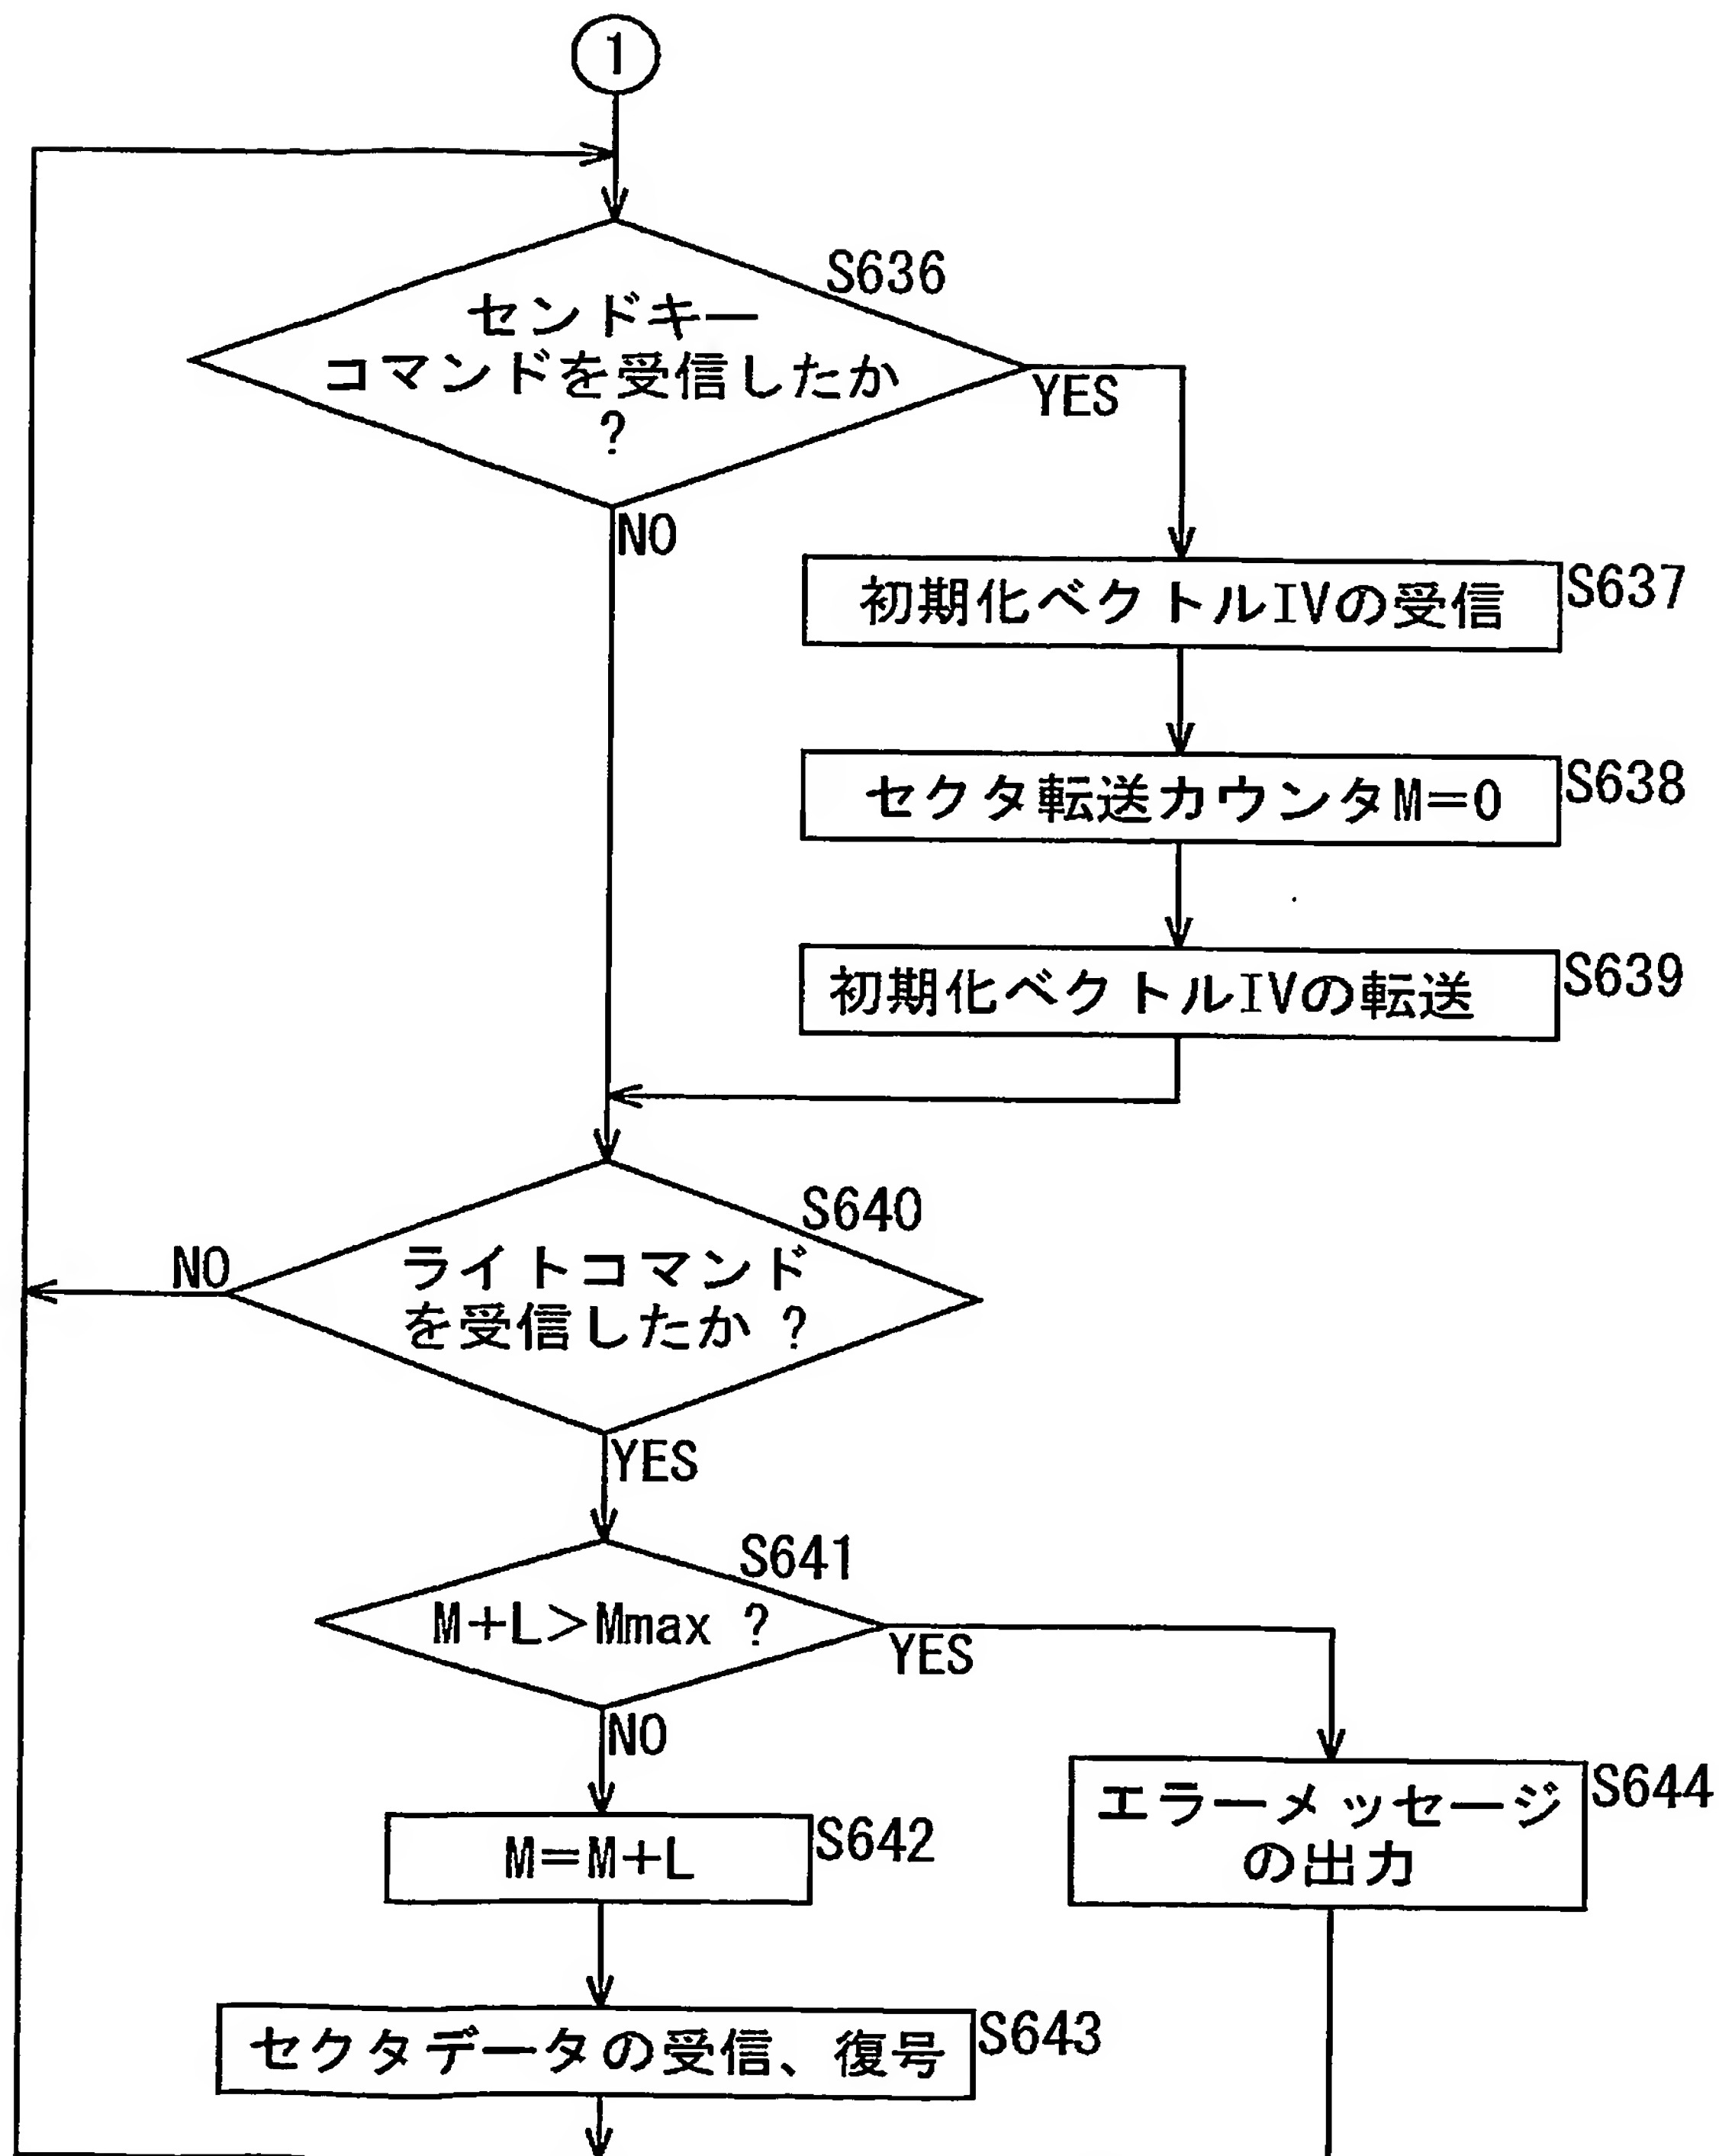 1
S636
センドキー
コマンドを受信したか
?
YES
NO
初期化ベクトルIVの受信
S637
セクタ転送カウンタM=0
S638
初期化ベクトルIVの転送
S639
S640
NO
ライトコマンド
を受信したか ?
YES
S641
M+L>Mmax ?
YES
NO
M=M+L
S642
エラーメッセージ
の出力
S644
セクタデータの受信、復号
S643